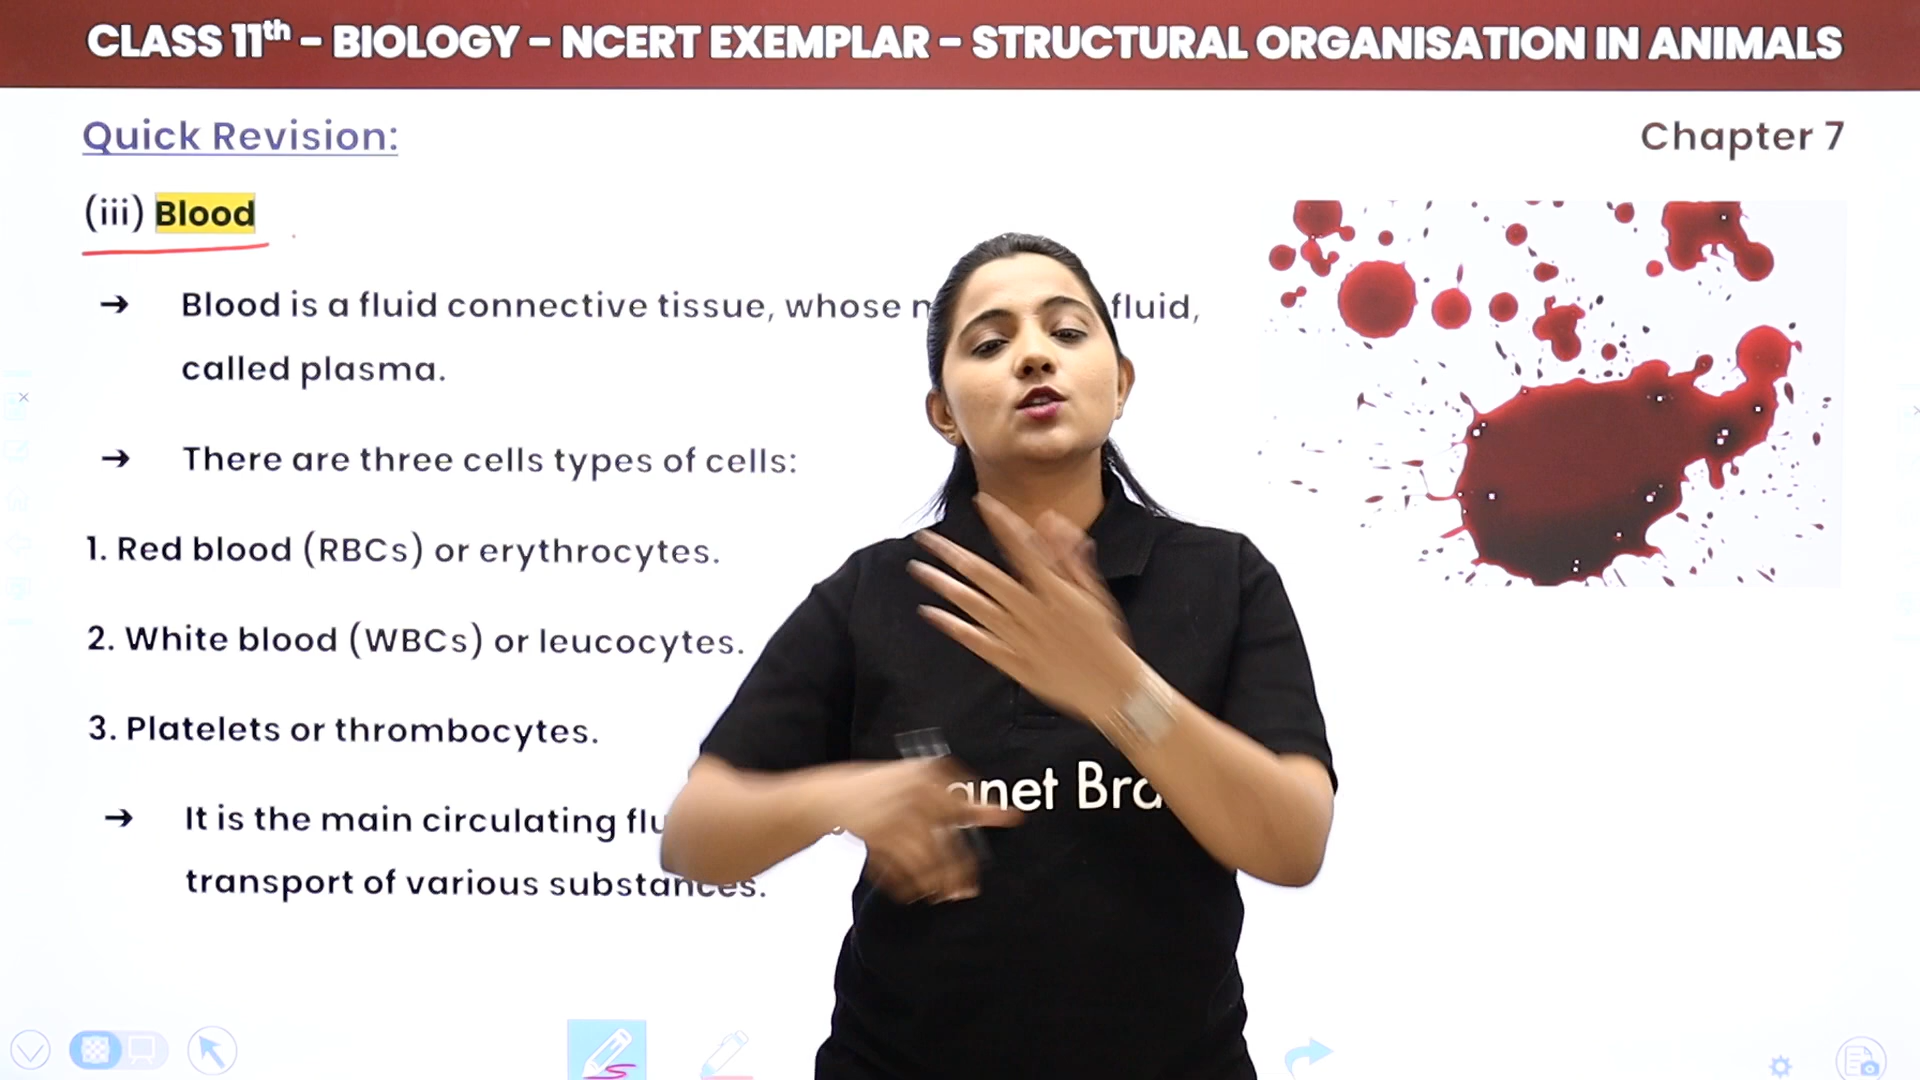 CLASS 11th - BIOLOGY - NCERT EXEMPLAR - STRUCTURAL ORGANISATION IN ANIMALS
Quick Revision:
Chapter 7
(iii) Blood
→ Blood is a fluid connective tissue, whose fluid,
called plasma.
→ There are three cells types of cells:
1. Red blood (RBCs) or erythrocytes.
2. White blood (WBCs) or leucocytes.
3. Platelets or thrombocytes.
→ It is the main circulating
transport of various substances.